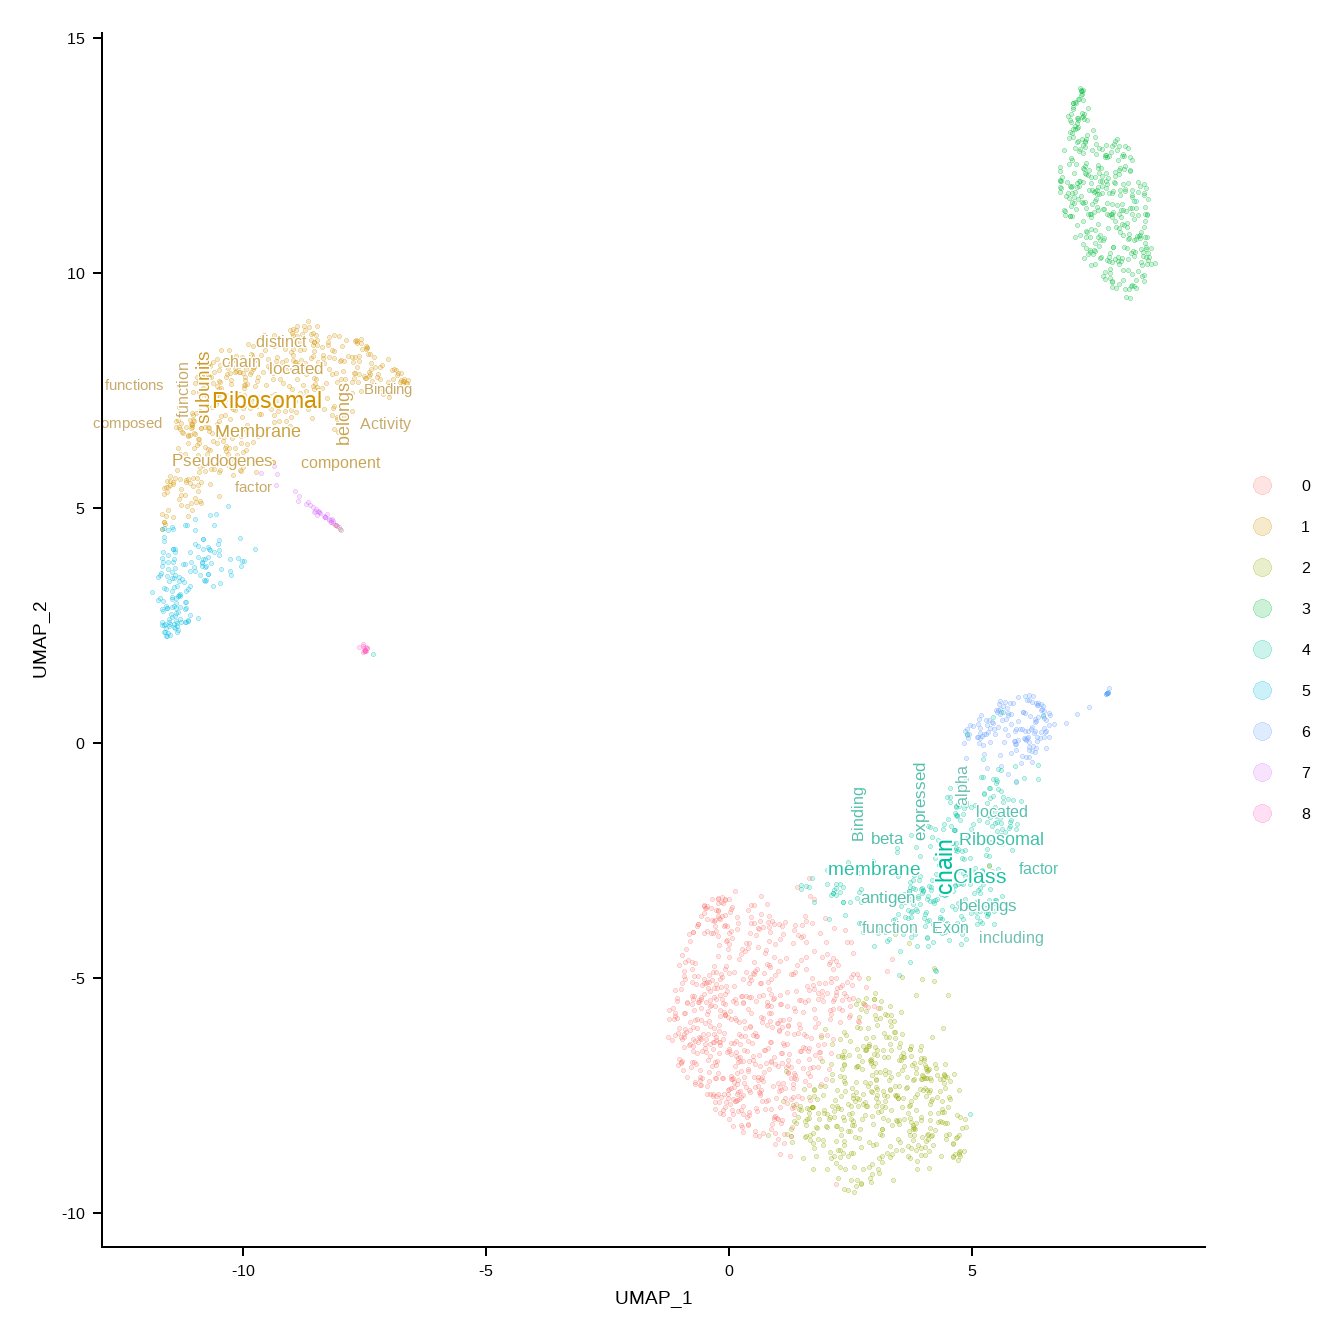 15
10
5
0
-5
-10
UMAP_2
-10
-5
0
5
UMAP_1
distinct
chain
located
functions
function
subunits
Binding
Ribosomal
belongs
composed
Membrane
Activity
Pseudogenes
component
factor
alpha
expressed
Binding
located
beta
Ribosomal
chain
membrane
Class
factor
antigen
belongs
function
Exon
including
0
1
2
3
4
5
6
7
8